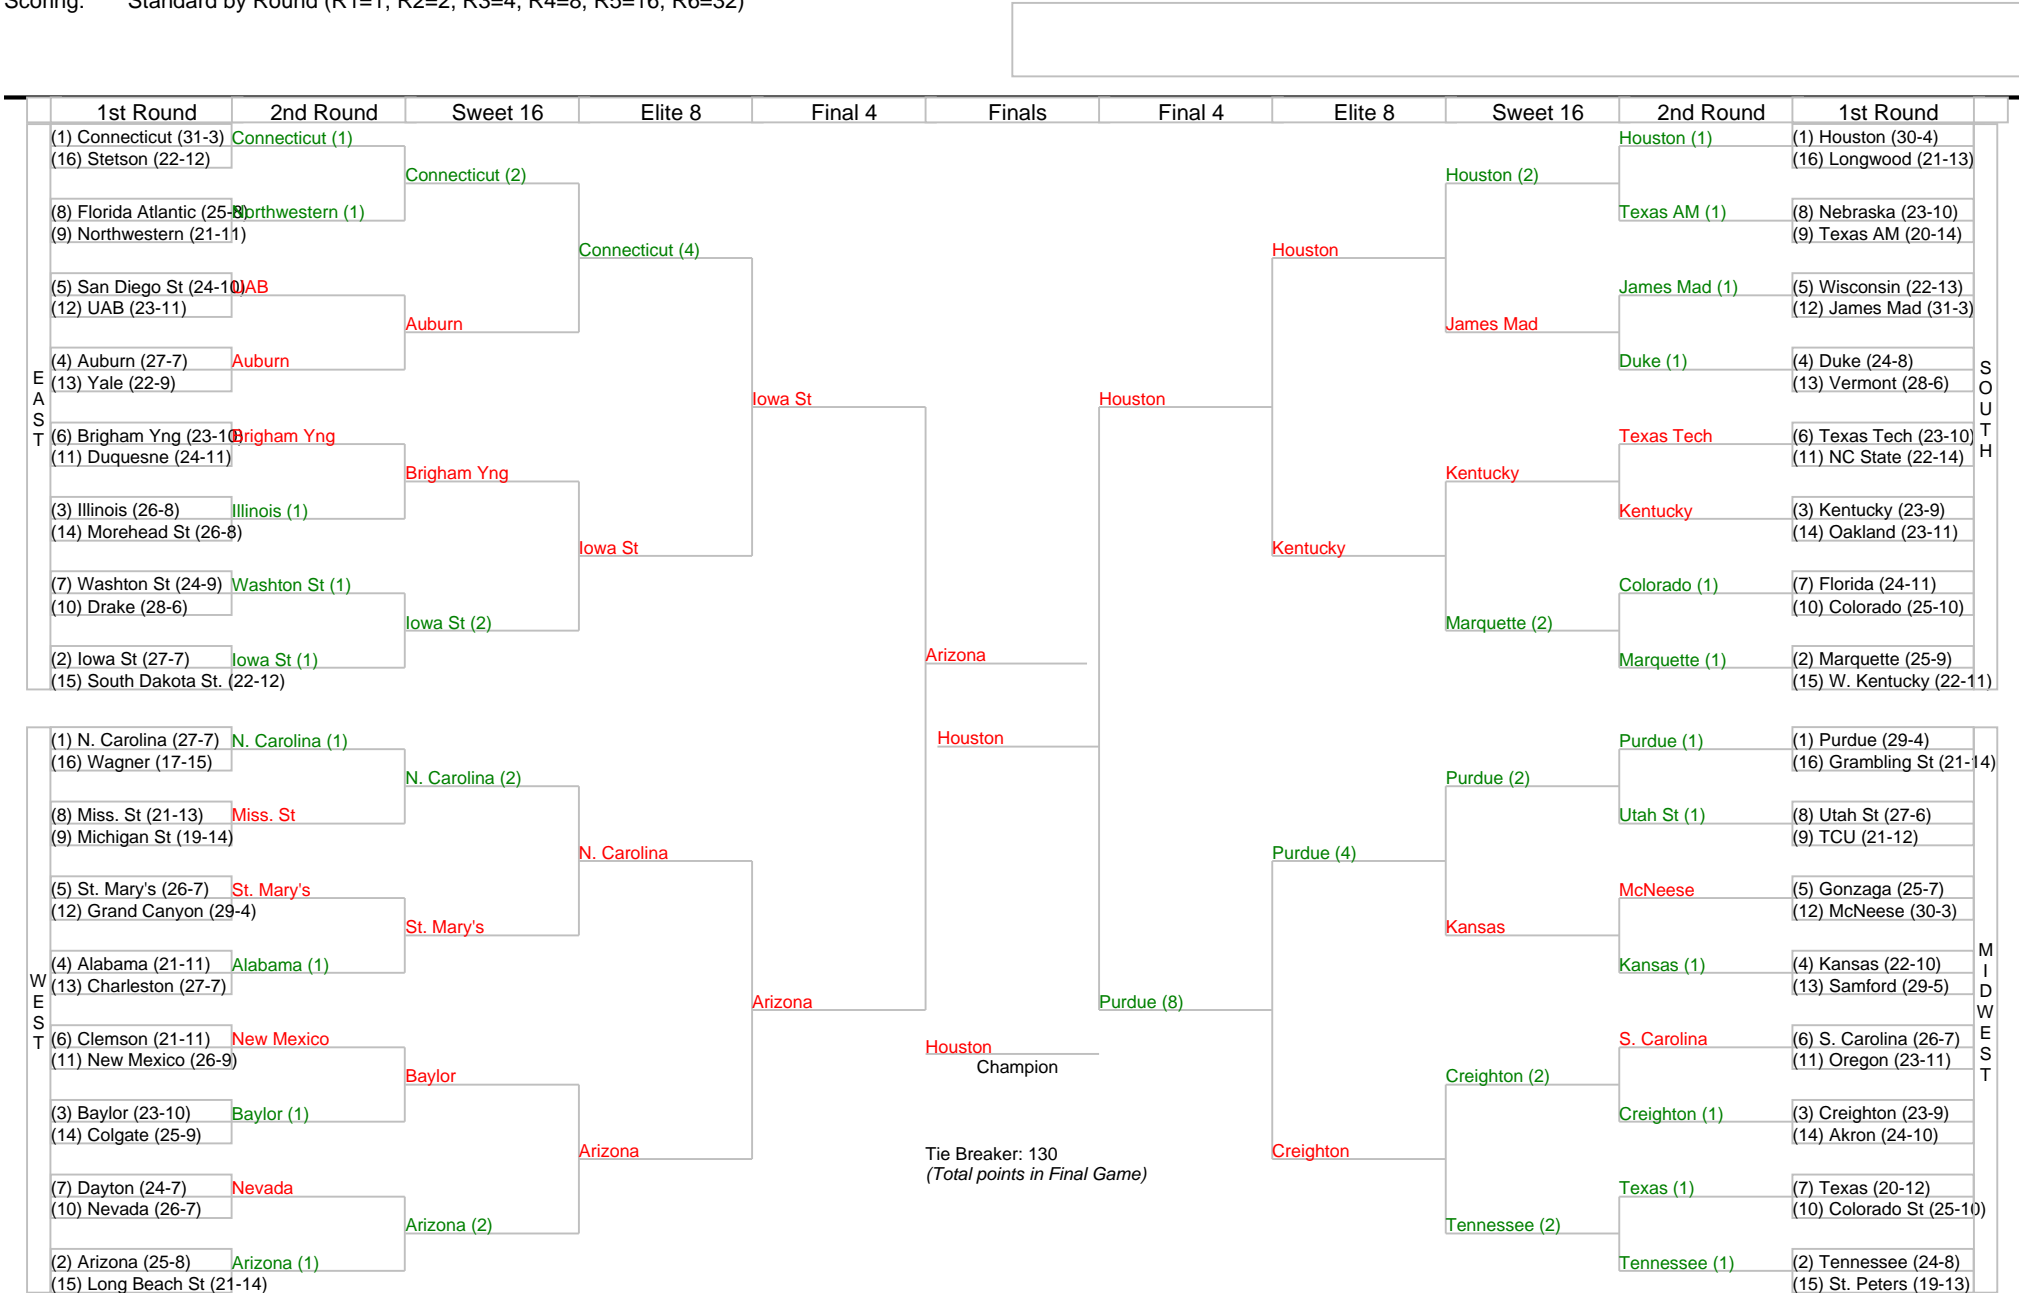 Scoring: Standard by Round (R1=1, R2=2, R3=4, R4=8, R5=16, R6=32)
1st Round 2nd Round Sweet 16 Elite 8 Final 4 Finals Final 4 Elite 8 Sweet 16 2nd Round 1st Round
EAST
(1) Connecticut (31-3)
(16) Stetson (22-12)
(8) Florida Atlantic (25-8)
(9) Northwestern (21-11)
(5) San Diego St (24-10)
(12) UAB (23-11)
(4) Auburn (27-7)
(13) Yale (22-9)
(6) Brigham Yng (23-10)
(11) Duquesne (24-11)
(3) Illinois (26-8)
(14) Morehead St (26-8)
(7) Washton St (24-9)
(10) Drake (28-6)
(2) Iowa St (27-7)
(15) South Dakota St. (22-12)
Connecticut (1)
Northwestern (1)
UAB
Auburn
Brigham Yng
Illinois (1)
Washton St (1)
Iowa St (1)
Connecticut (2)
Auburn
Brigham Yng
Iowa St (2)
Connecticut (4)
Iowa St
Iowa St
WEST
(1) N. Carolina (27-7)
(16) Wagner (17-15)
(8) Miss. St (21-13)
(9) Michigan St (19-14)
(5) St. Mary's (26-7)
(12) Grand Canyon (29-4)
(4) Alabama (21-11)
(13) Charleston (27-7)
(6) Clemson (21-11)
(11) New Mexico (26-9)
(3) Baylor (23-10)
(14) Colgate (25-9)
(7) Dayton (24-7)
(10) Nevada (26-7)
(2) Arizona (25-8)
(15) Long Beach St (21-14)
N. Carolina (1)
Miss. St
St. Mary's
Alabama (1)
New Mexico
Baylor (1)
Nevada
Arizona (1)
N. Carolina (2)
St. Mary's
Baylor
Arizona (2)
N. Carolina
Arizona
Arizona
Arizona
Houston
Houston
Champion
Tie Breaker: 130
(Total points in Final Game)
Houston
Purdue (8)
Houston
Kentucky
Houston (2)
James Mad
Kentucky
Marquette (2)
Houston (1)
Texas AM (1)
James Mad (1)
Duke (1)
Texas Tech
Kentucky
Colorado (1)
Marquette (1)
(1) Houston (30-4)
(16) Longwood (21-13)
(8) Nebraska (23-10)
(9) Texas AM (20-14)
(5) Wisconsin (22-13)
(12) James Mad (31-3)
(4) Duke (24-8)
(13) Vermont (28-6)
(6) Texas Tech (23-10)
(11) NC State (22-14)
(3) Kentucky (23-9)
(14) Oakland (23-11)
(7) Florida (24-11)
(10) Colorado (25-10)
(2) Marquette (25-9)
(15) W. Kentucky (22-11)
SOUTH
Purdue (4)
Creighton
Purdue (2)
Kansas
Creighton (2)
Tennessee (2)
Purdue (1)
Utah St (1)
McNeese
Kansas (1)
S. Carolina
Creighton (1)
Texas (1)
Tennessee (1)
(1) Purdue (29-4)
(16) Grambling St (21-14)
(8) Utah St (27-6)
(9) TCU (21-12)
(5) Gonzaga (25-7)
(12) McNeese (30-3)
(4) Kansas (22-10)
(13) Samford (29-5)
(6) S. Carolina (26-7)
(11) Oregon (23-11)
(3) Creighton (23-9)
(14) Akron (24-10)
(7) Texas (20-12)
(10) Colorado St (25-10)
(2) Tennessee (24-8)
(15) St. Peters (19-13)
MIDWEST